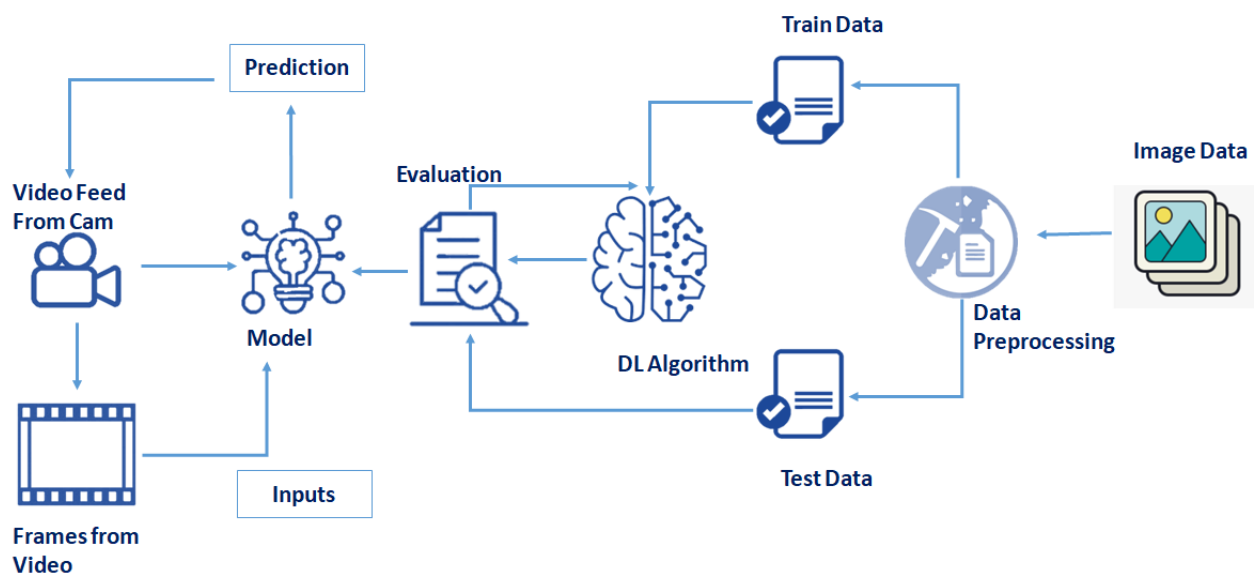 Train Data
Prediction
Image Data
Evaluation
Video Feed
From Cam
Model
Data
Preprocessing
DL Algorithm
Test Data
Inputs
Frames from
Video